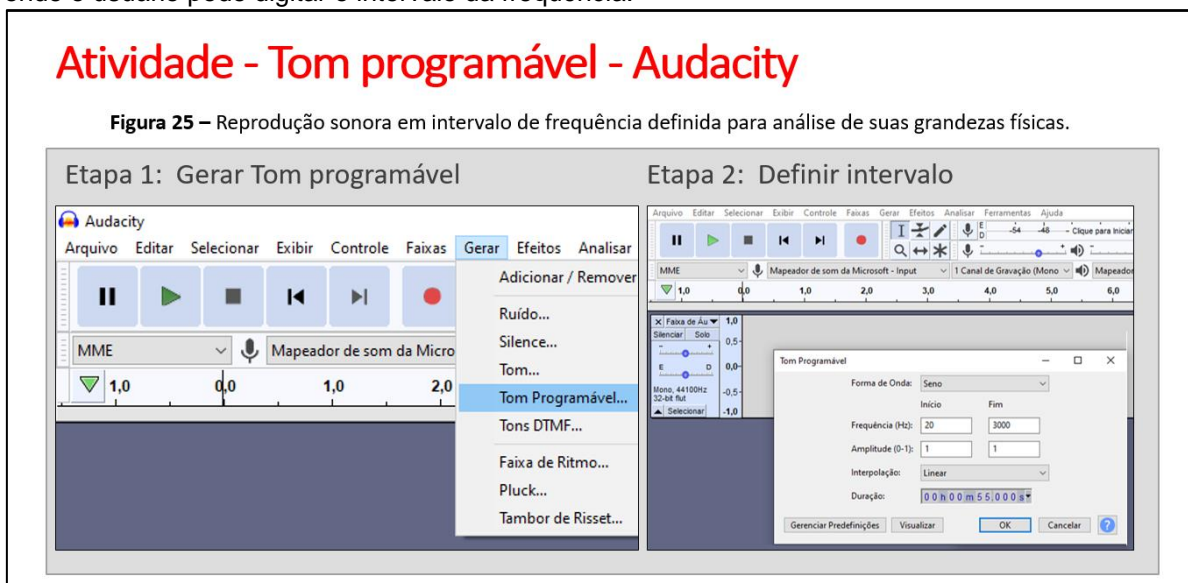 Atividade - Tom programável - Audacity
Figura 25 – Reprodução sonora em intervalo de frequência definida para análise de suas grandezas físicas.
Etapa 1: Gerar Tom programável
Audacity
Arquivo Editar Selecionar Exibir Controle Faixas Gerar Efeitos Analisar
Adicionar / Remover
Ruído...
Silence...
Tom...
Tom Programável...
Tons DTMF...
Faixa de Ritmo...
Pluck...
Tambor de Risset...
MME Mapeador de som da Micro
1,0 0,0 1,0 2,0
Etapa 2: Definir intervalo
Arquivo Editar Selecionar Exibir Controle Faixas Gerar Efeitos Analisar Ferramentas Ajuda
E D -54 -48 - Clique para Iniciar
MME Mapeador de som da Microsoft - Input 1 Canal de Gravação (Mono Mapeador
1,0 0,0 1,0 2,0 3,0 4,0 5,0 6,0
X Faixa de Áu 1,0
Silenciar Solo
0,5-
- +
E D 0,0-
Mono, 44100Hz
32-bit flut -0,5-
Selecionar -1,0
Tom Programável
Forma de Onda: Seno
Início Fim
Frequência (Hz): 20 3000
Amplitude (0-1): 1 1
Interpolação: Linear
Duração: 00h00m55,000s
Gerenciar Predefinições Visualizar OK Cancelar ?